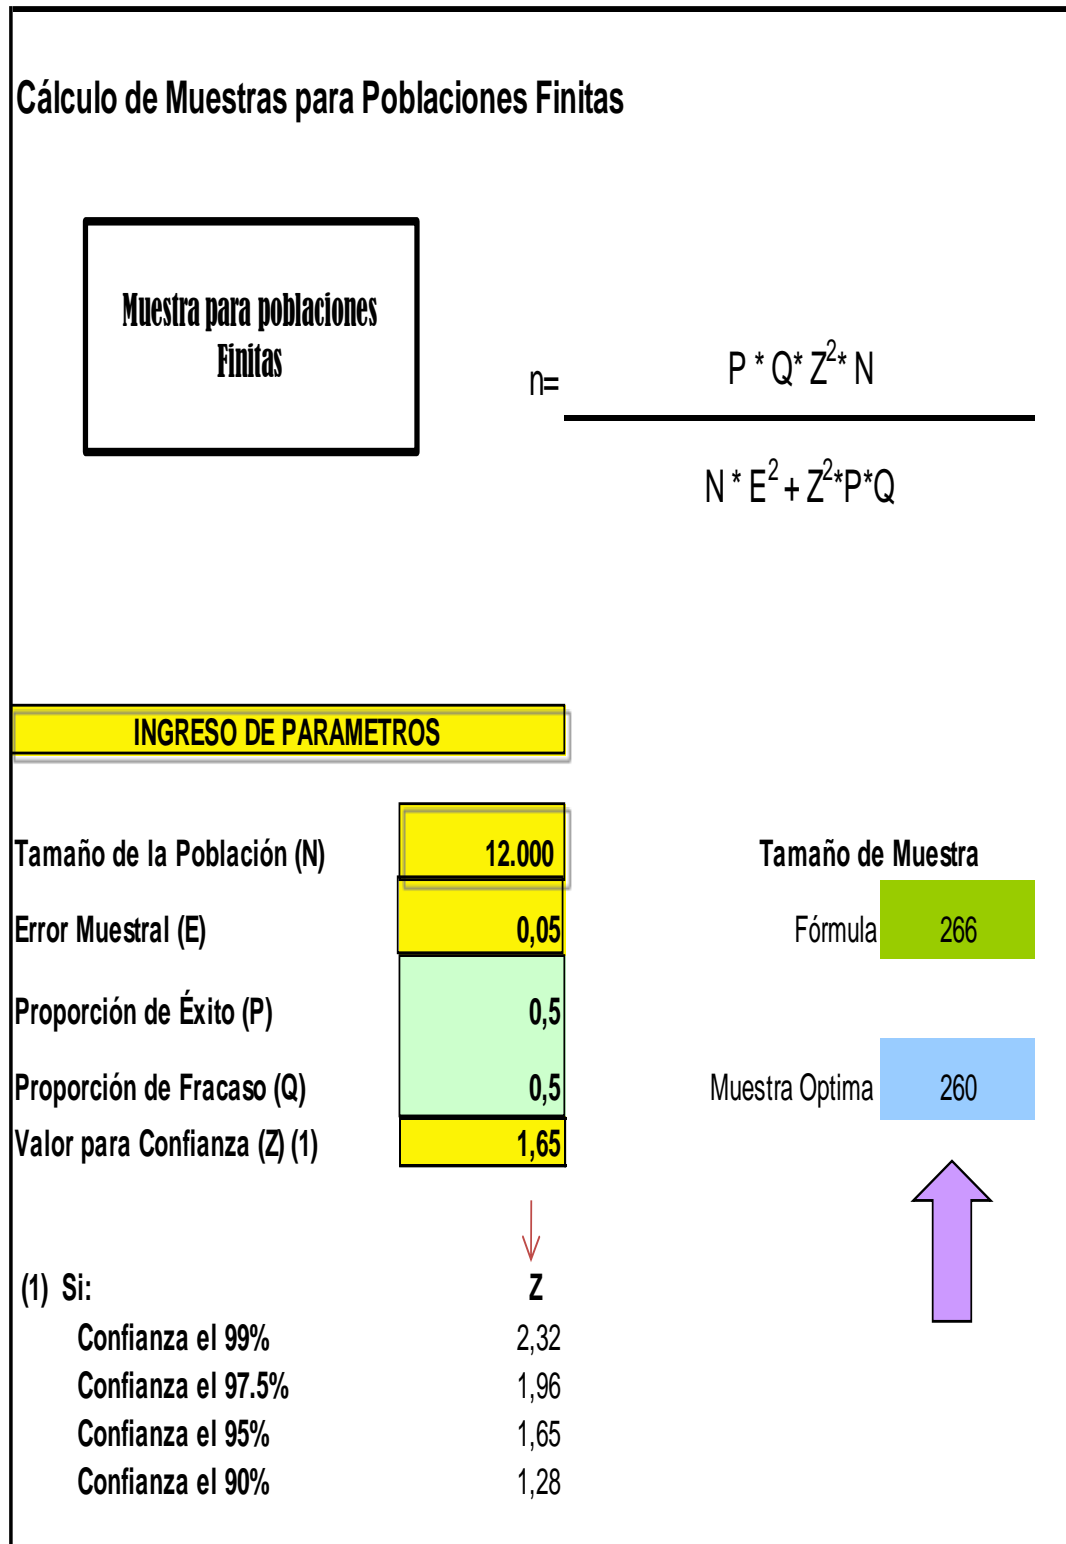 Cálculo de Muestras para Poblaciones Finitas
Muestra para poblaciones
Finitas
n=
P * Q* Z²* N
N * E² + Z²*P*Q
INGRESO DE PARAMETROS
Tamaño de la Población (N) 12.000
Tamaño de Muestra
Error Muestral (E) 0,05
Fórmula 266
Proporción de Éxito (P) 0,5
Proporción de Fracaso (Q) 0,5
Muestra Optima 260
Valor para Confianza (Z) (1) 1,65
(1) Si: Z
Confianza el 99% 2,32
Confianza el 97.5% 1,96
Confianza el 95% 1,65
Confianza el 90% 1,28